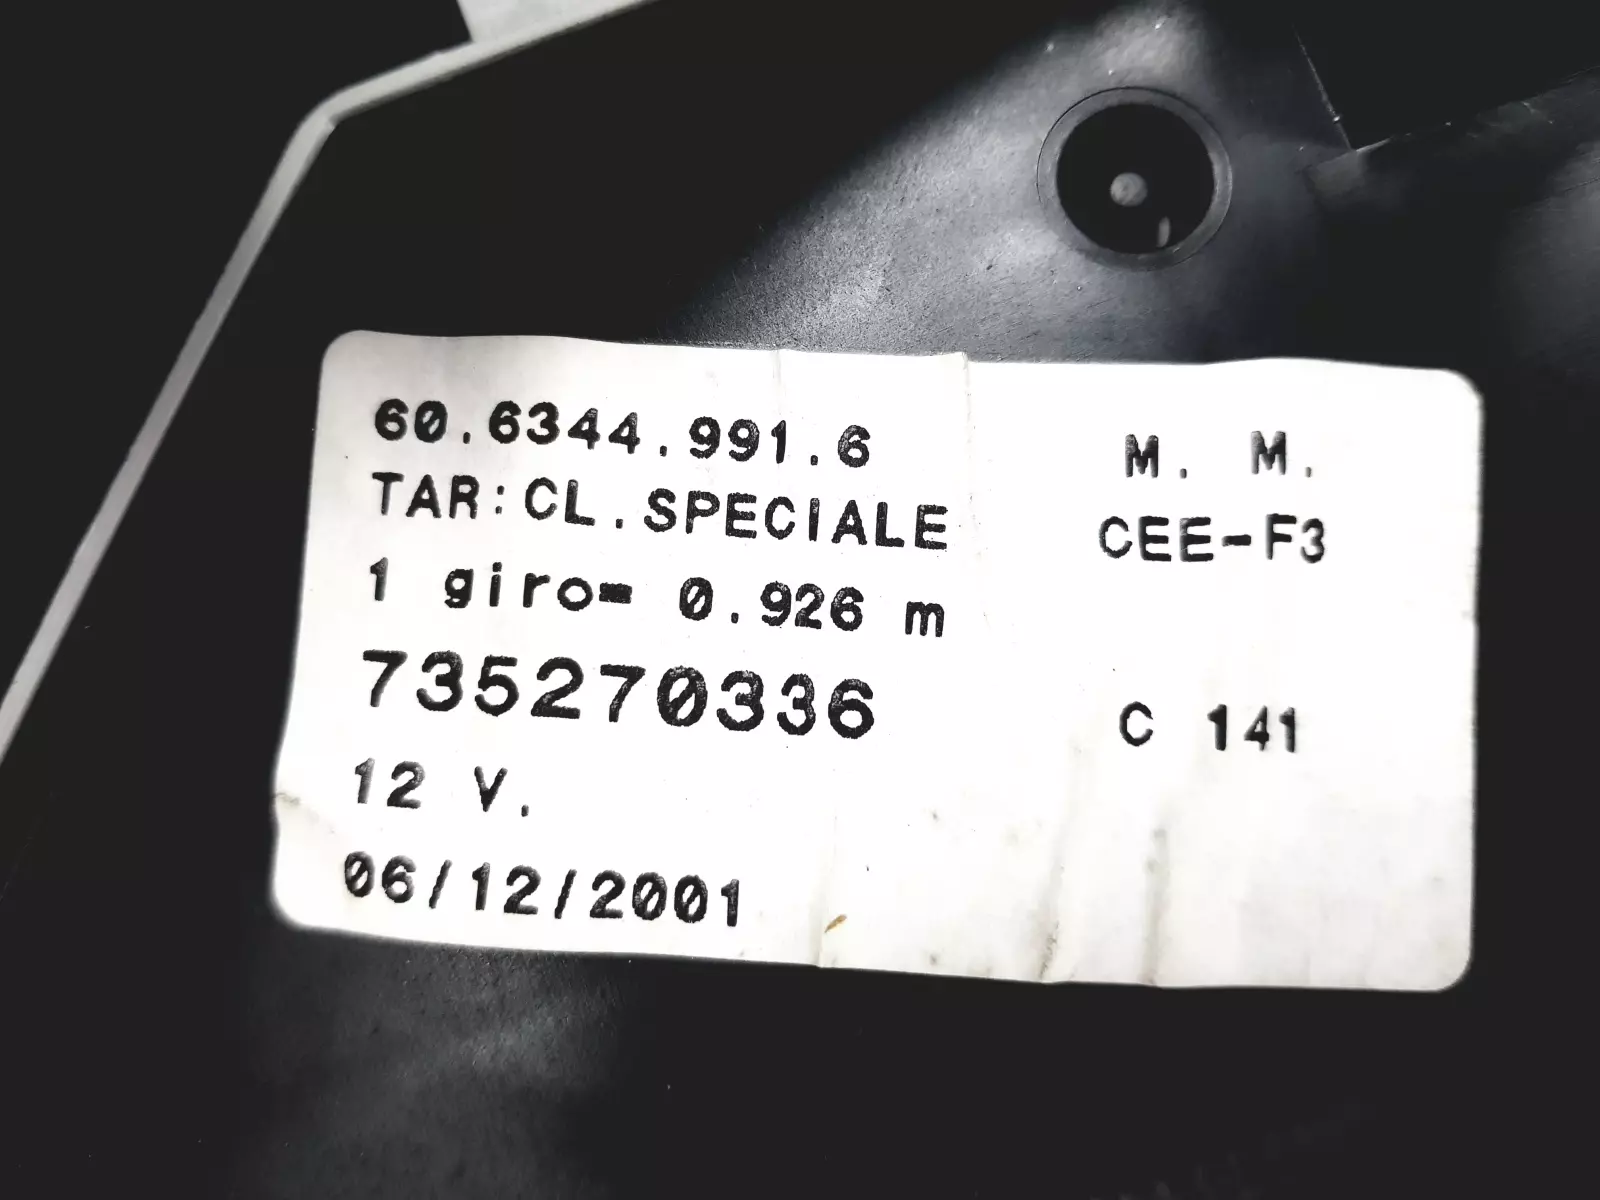 60.6344.991.6
M. M.
TAR:CL.SPECIALE
CEE-F3
1 giro= 0.926 m
735270336
C 141
12 V.
06/12/2001